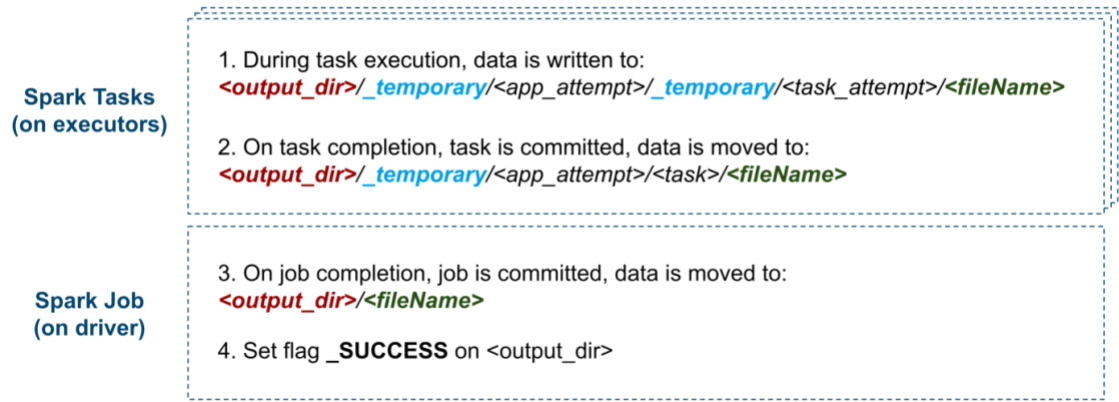 Spark Tasks
(on executors)
1. During task execution, data is written to:
<output_dir>/_temporary/<app_attempt>/_temporary/<task_attempt>/<fileName>
2. On task completion, task is committed, data is moved to:
<output_dir>/_temporary/<app_attempt>/<task>/<fileName>
Spark Job
(on driver)
3. On job completion, job is committed, data is moved to:
<output_dir>/<fileName>
4. Set flag _SUCCESS on <output_dir>